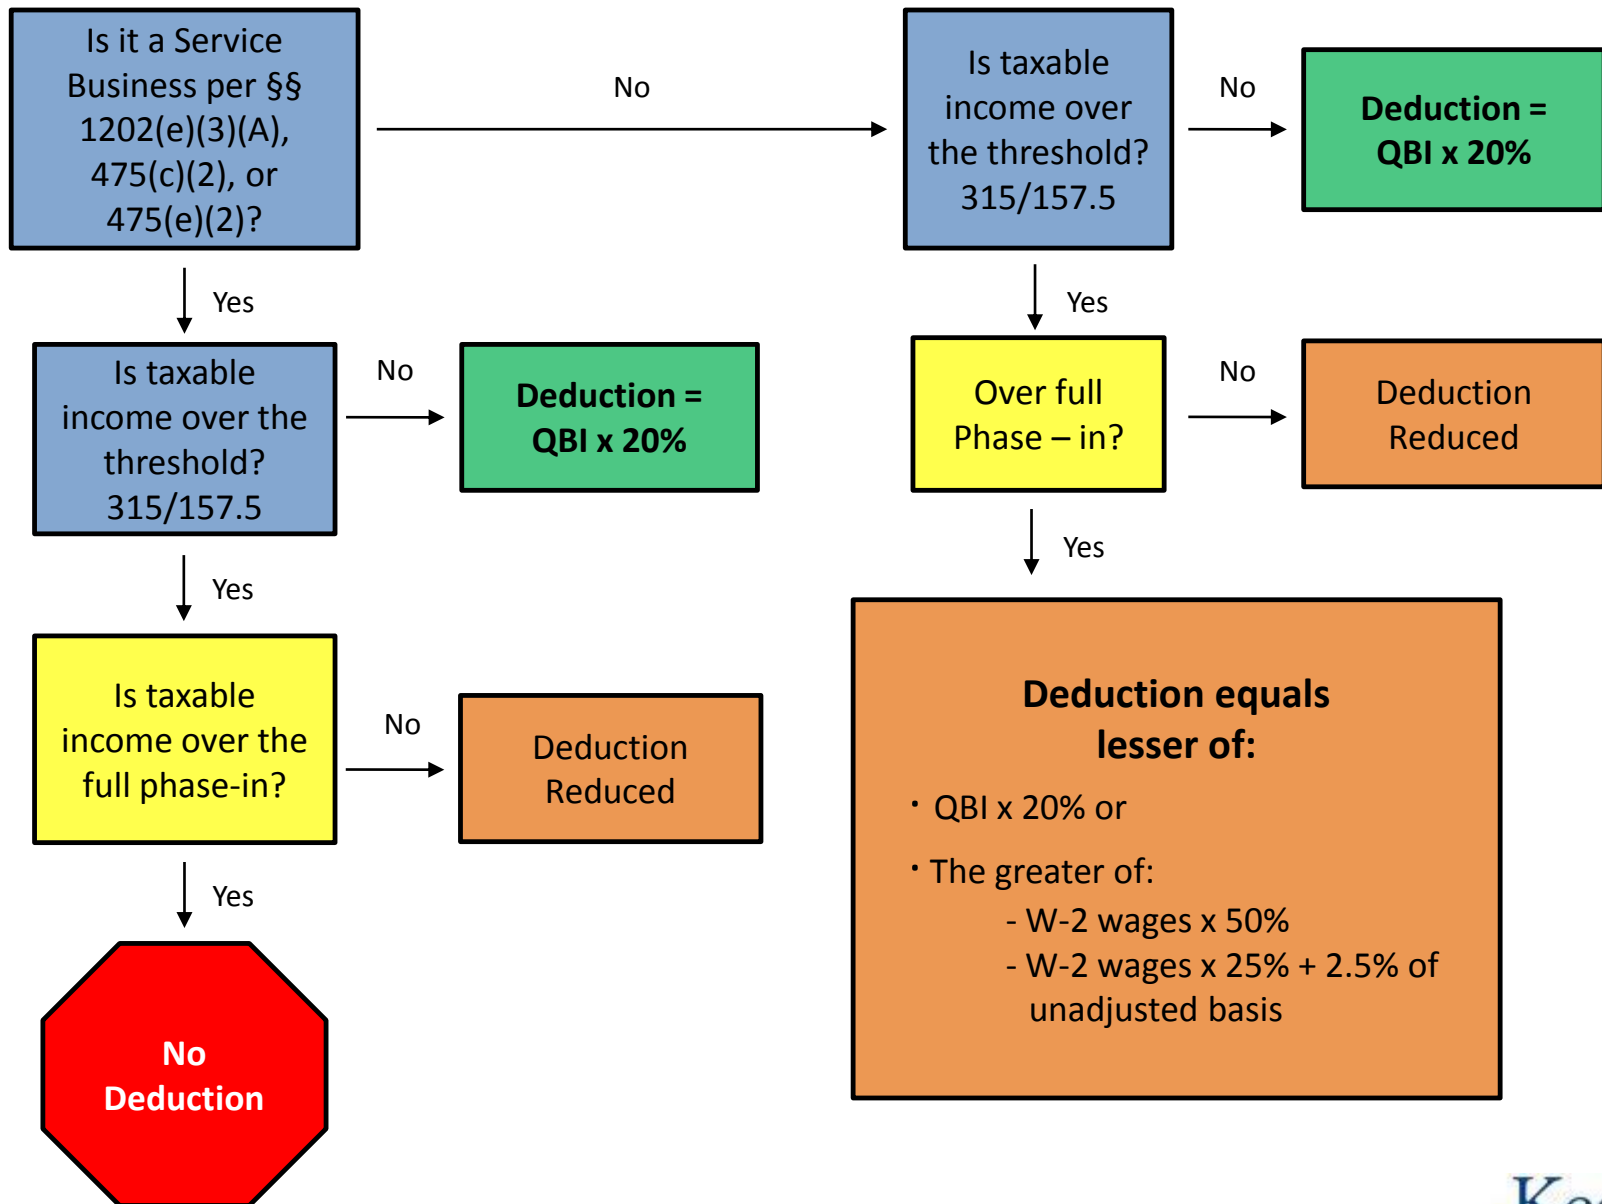 Is it a Service
Business per §§
1202(e)(3)(A),
475(c)(2), or
475(e)(2)?
No
Is taxable
income over
the threshold?
315/157.5
No
Deduction =
QBI x 20%
Yes
Yes
Is taxable
income over the
threshold?
315/157.5
No
Deduction =
QBI x 20%
Over full
Phase – in?
No
Deduction
Reduced
Yes
Yes
Is taxable
income over the
full phase-in?
No
Deduction
Reduced
Deduction equals
lesser of:
· QBI x 20% or
· The greater of:
- W-2 wages x 50%
- W-2 wages x 25% + 2.5% of
unadjusted basis
Yes
No
Deduction